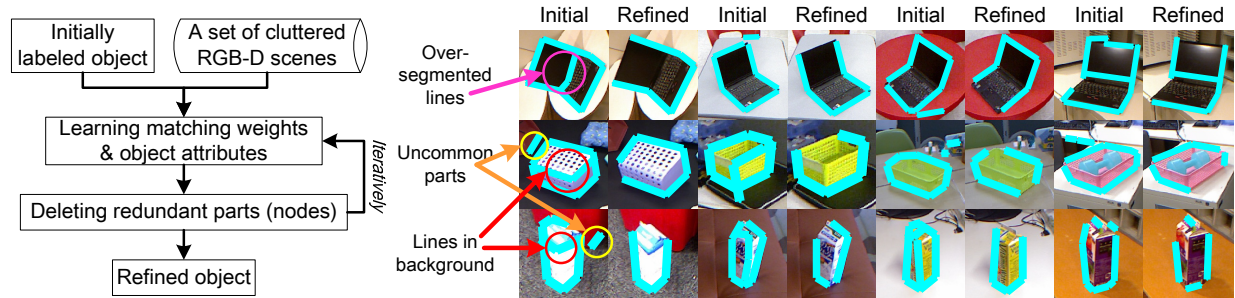 Initially
labeled object
A set of cluttered
RGB-D scenes
Learning matching weights
& object attributes
Iteratively
Deleting redundant parts (nodes)
Refined object
Initial Refined Initial Refined Initial Refined Initial Refined
Over-
segmented
lines
Uncommon
parts
Lines in
background